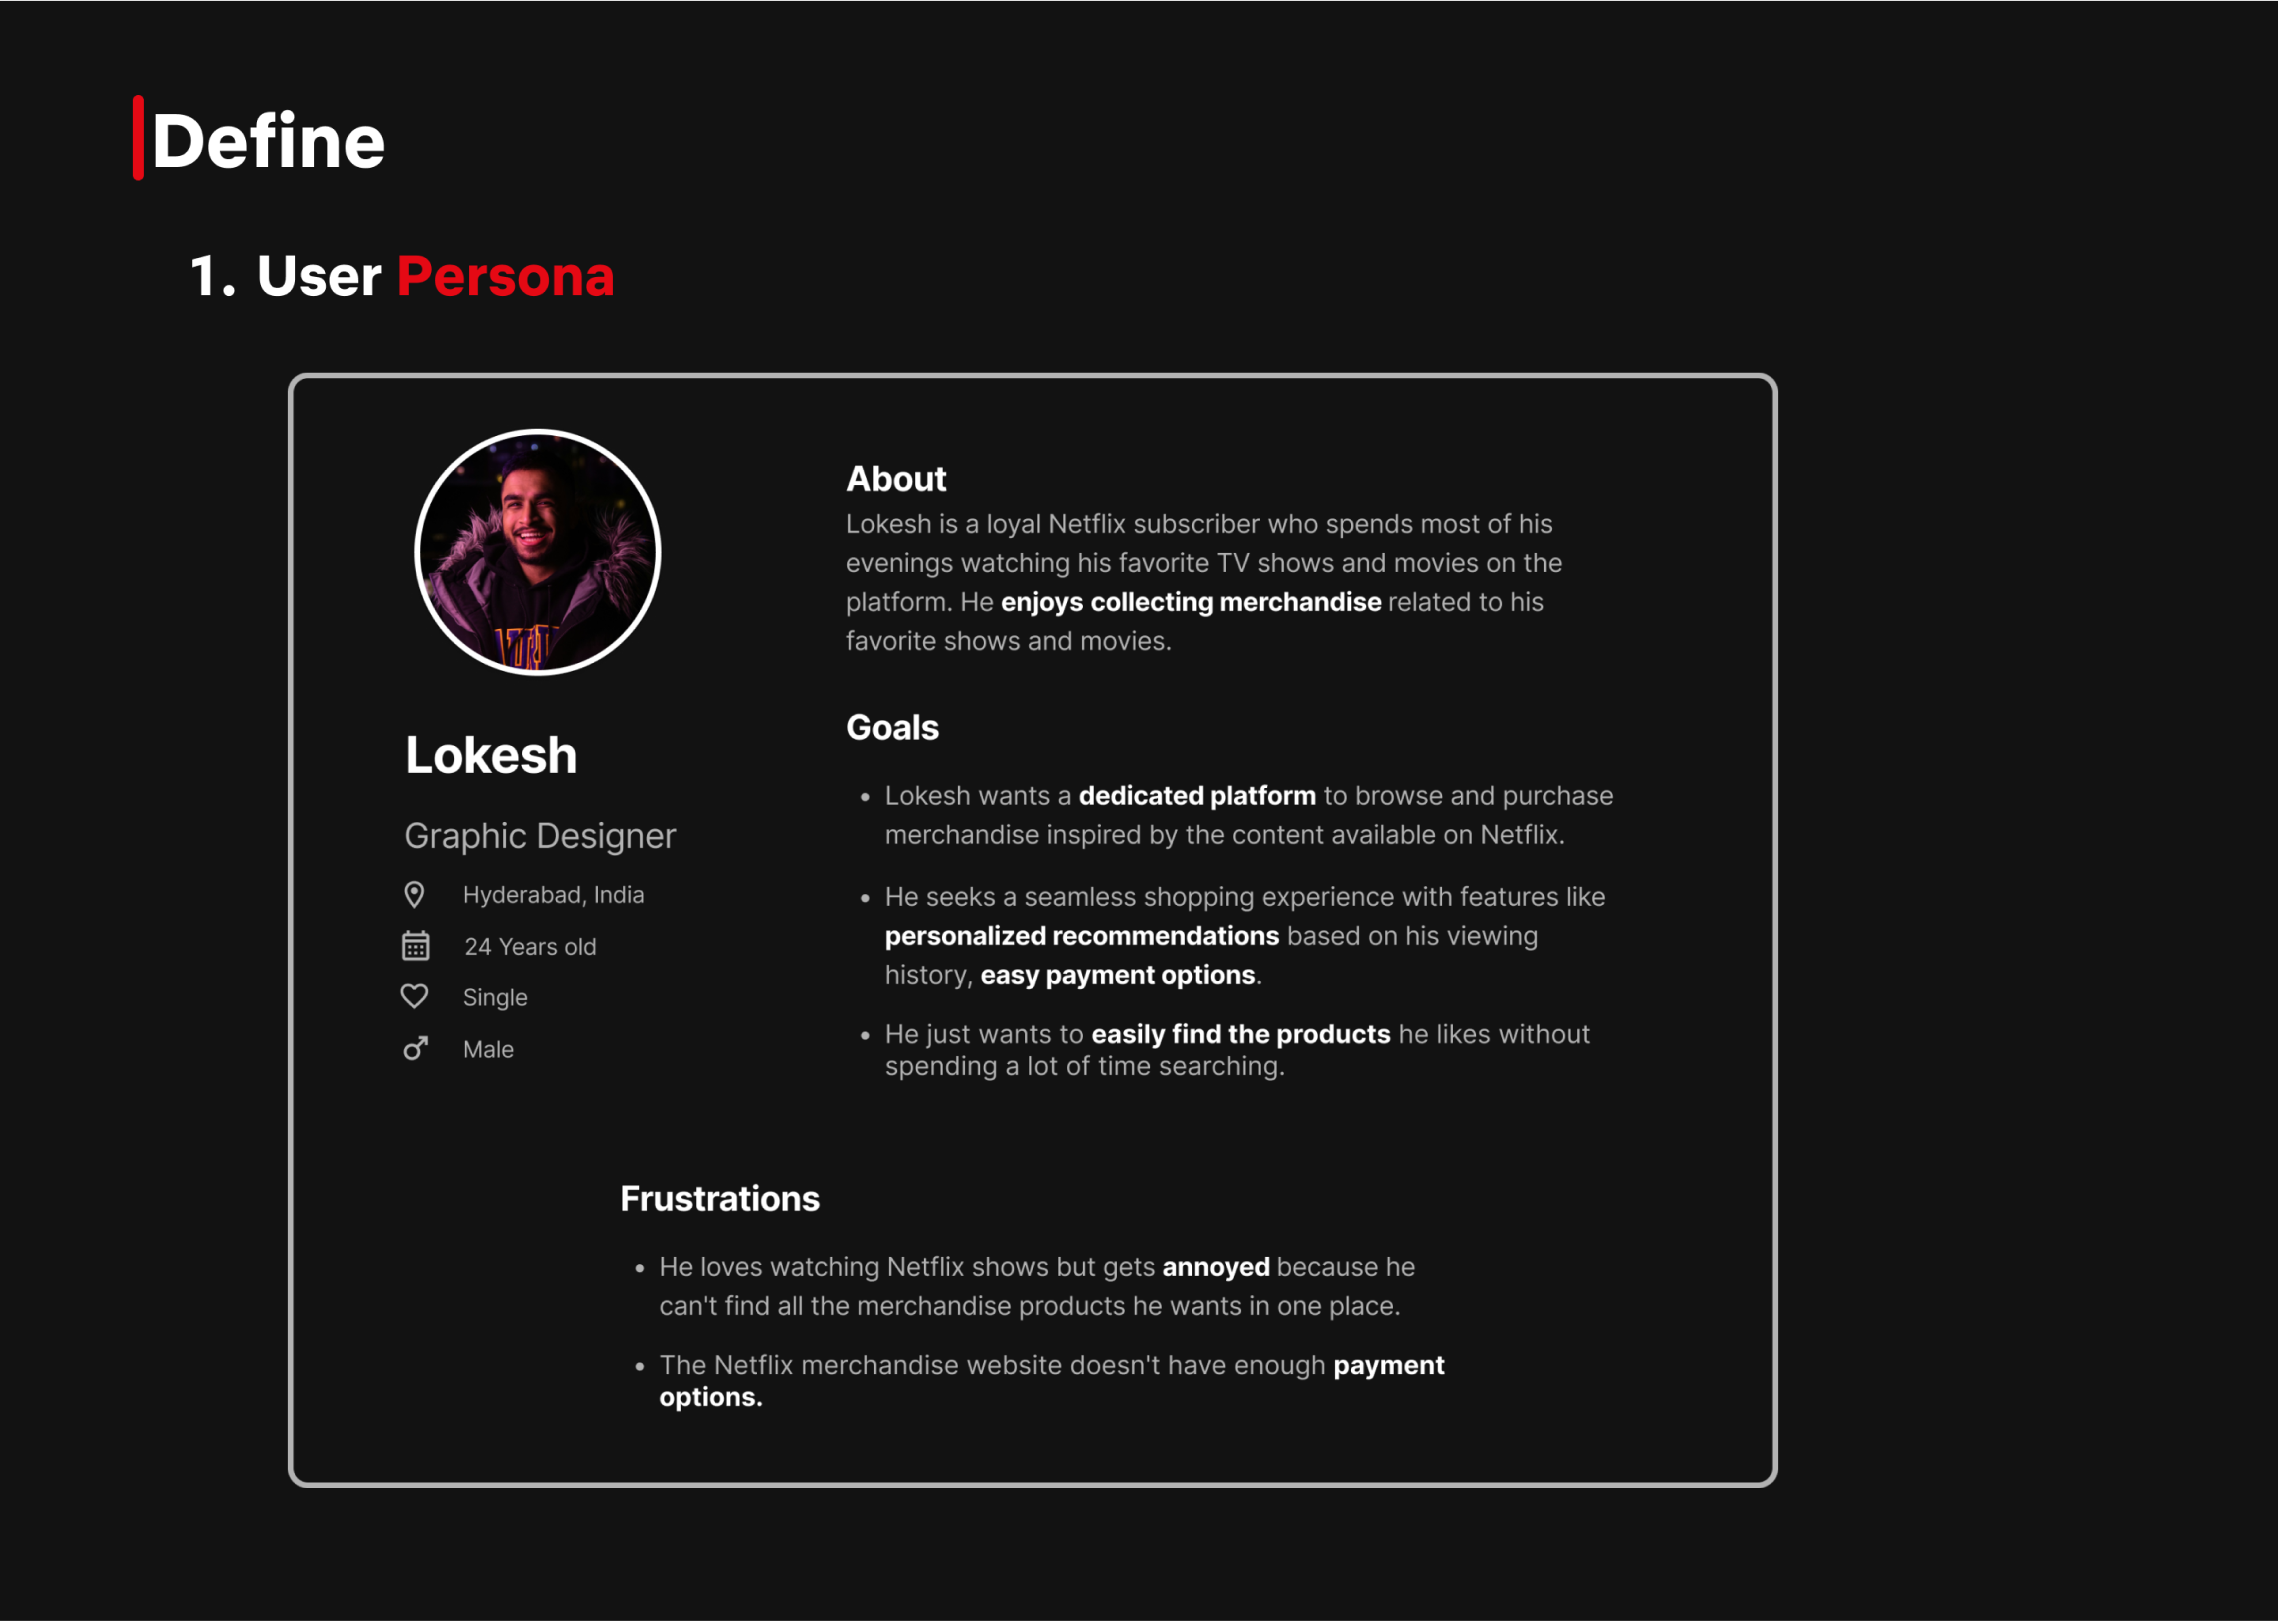 Define
1. User Persona
Lokesh
Graphic Designer
Hyderabad, India
24 Years old
Single
Male
About
Lokesh is a loyal Netflix subscriber who spends most of his
evenings watching his favorite TV shows and movies on the
platform. He enjoys collecting merchandise related to his
favorite shows and movies.
Goals
• Lokesh wants a dedicated platform to browse and purchase
merchandise inspired by the content available on Netflix.
• He seeks a seamless shopping experience with features like
personalized recommendations based on his viewing
history, easy payment options.
• He just wants to easily find the products he likes without
spending a lot of time searching.
Frustrations
• He loves watching Netflix shows but gets annoyed because he
can't find all the merchandise products he wants in one place.
• The Netflix merchandise website doesn't have enough payment
options.